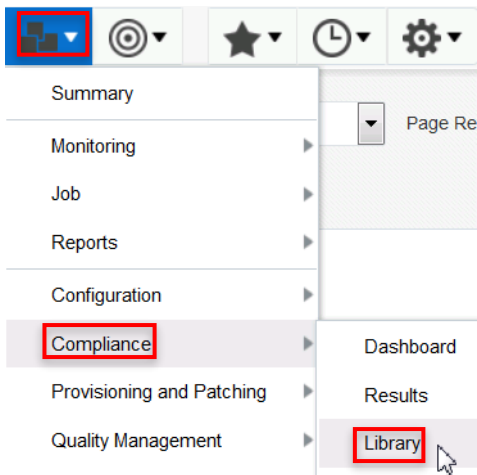 Summary
Page Re
Monitoring
Job
Reports
Configuration
Compliance
Dashboard
Provisioning and Patching
Results
Quality Management
Library